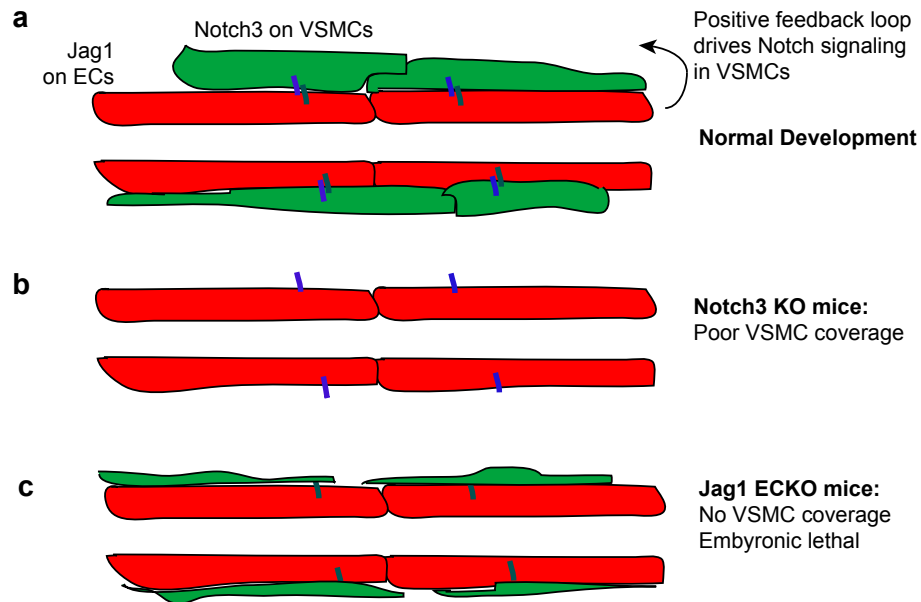 a
Notch3 on VSMCs
Jag1
on ECs
Positive feedback loop
drives Notch signaling
in VSMCs
Normal Development
b
Notch3 KO mice:
Poor VSMC coverage
c
Jag1 ECKO mice:
No VSMC coverage
Embyronic lethal